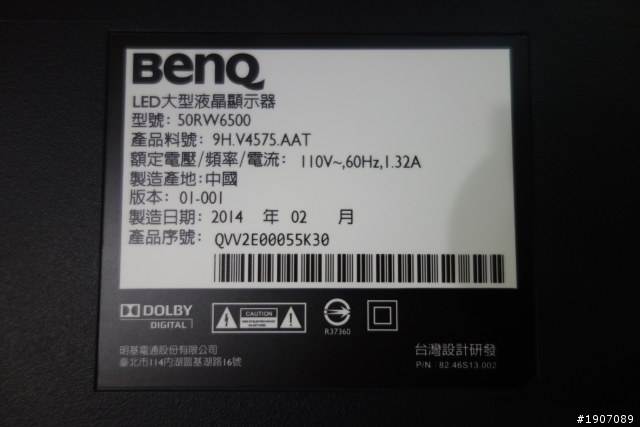 BenQ
LED大型液晶顯示器
型號: 50RW6500
產品料號: 9H.V4575.AAT
額定電壓/頻率/電流: 110V~,60Hz,1.32A
製造產地:中國
版本: 01-001
製造日期: 2014 年 02 月
產品序號: QVV2E00055K30
DOLBY
DIGITAL
CAUTION
R37360
明基電通股份有限公司
臺北市114內湖區基湖路16號
台灣設計研發
P/N : 82.46S13.002
#1907089